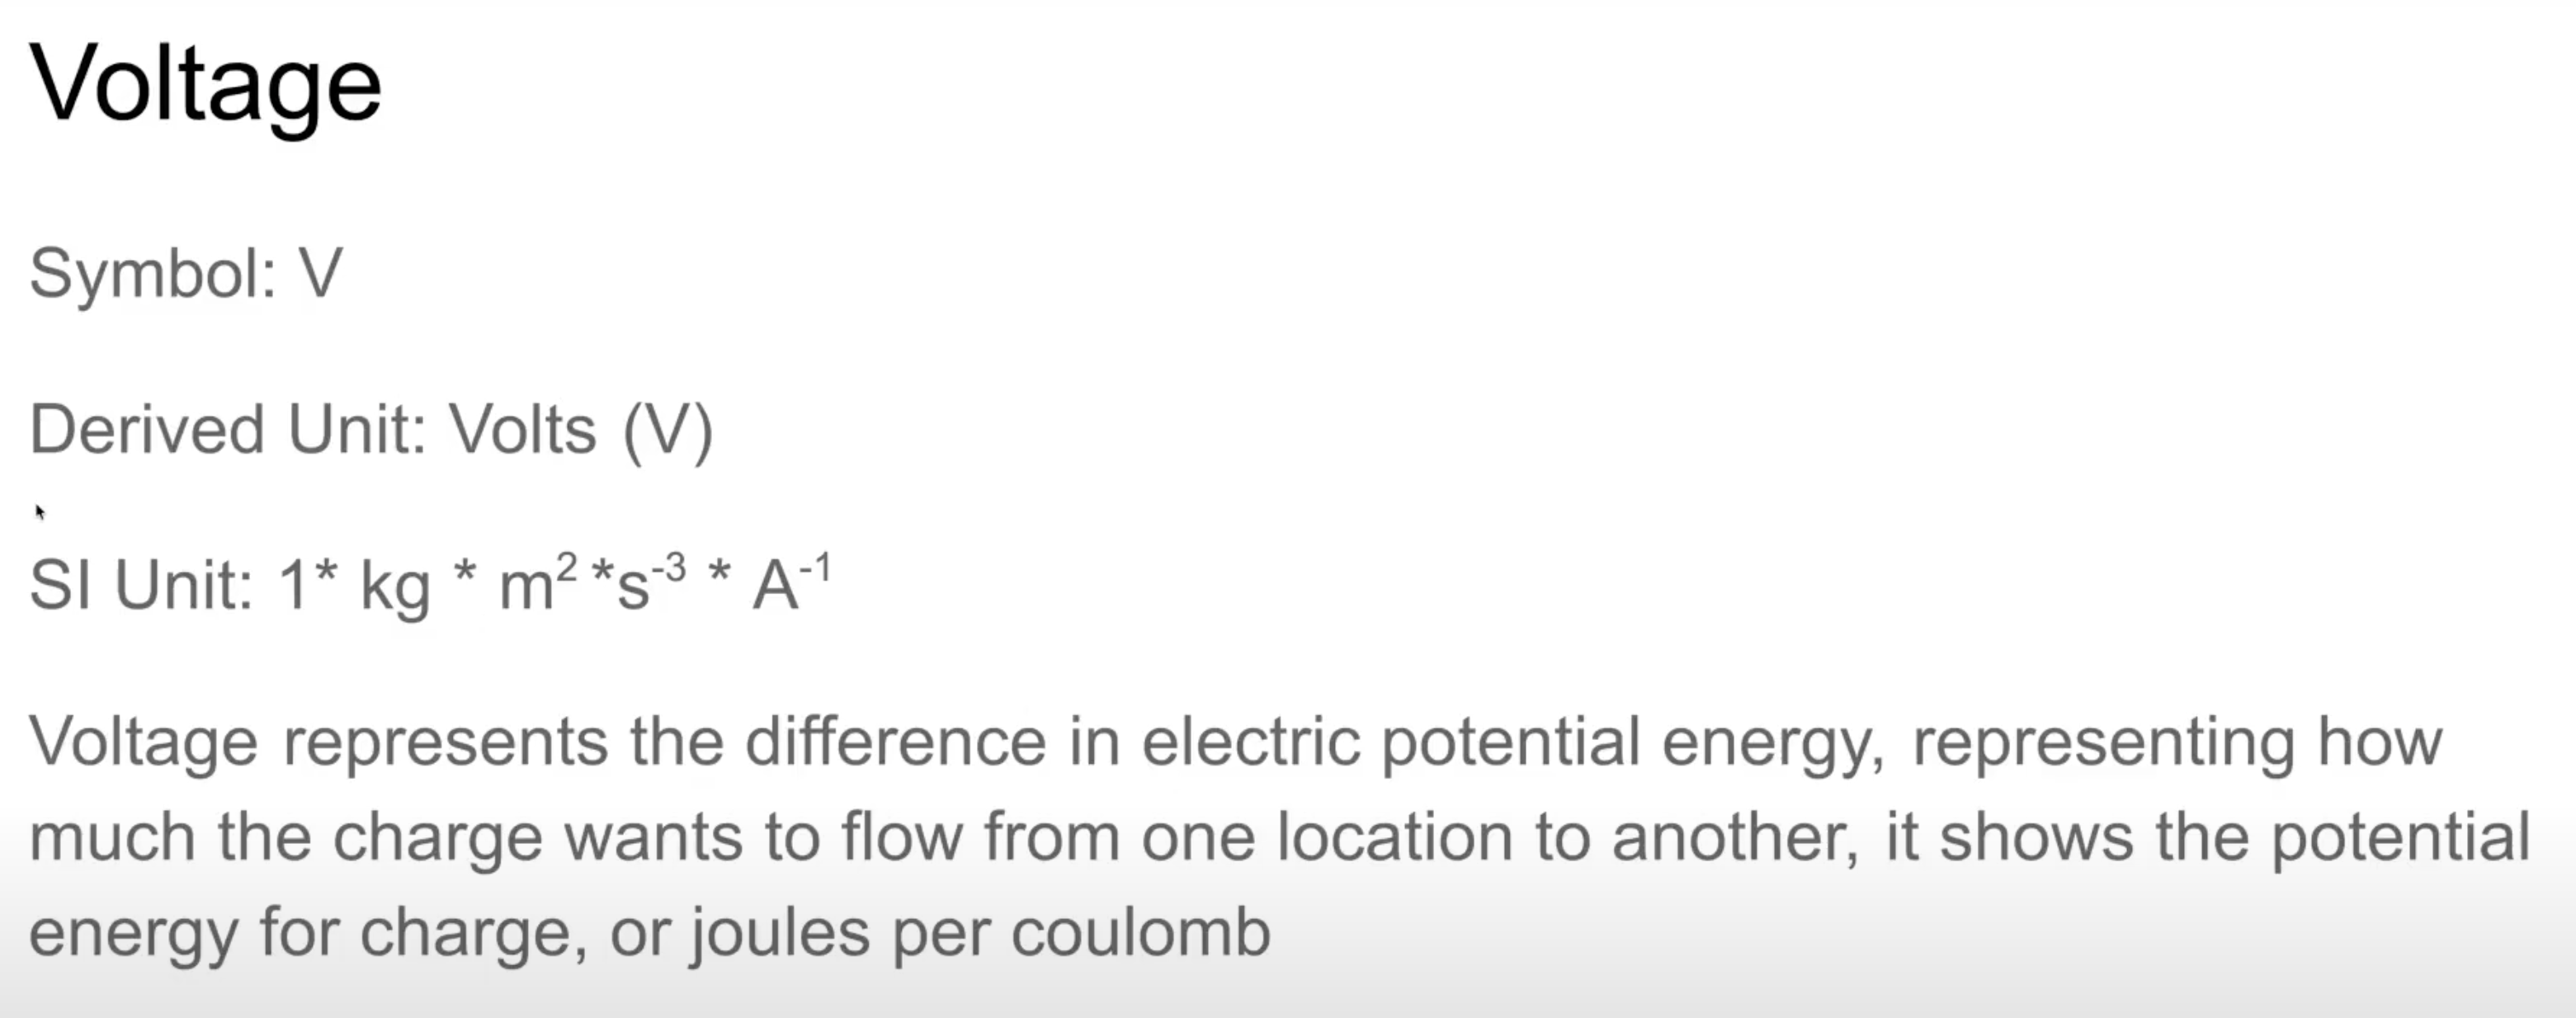 Voltage
Symbol: V
Derived Unit: Volts (V)
SI Unit: 1* kg * m² *s⁻³ * A⁻¹
Voltage represents the difference in electric potential energy, representing how
much the charge wants to flow from one location to another, it shows the potential
energy for charge, or joules per coulomb